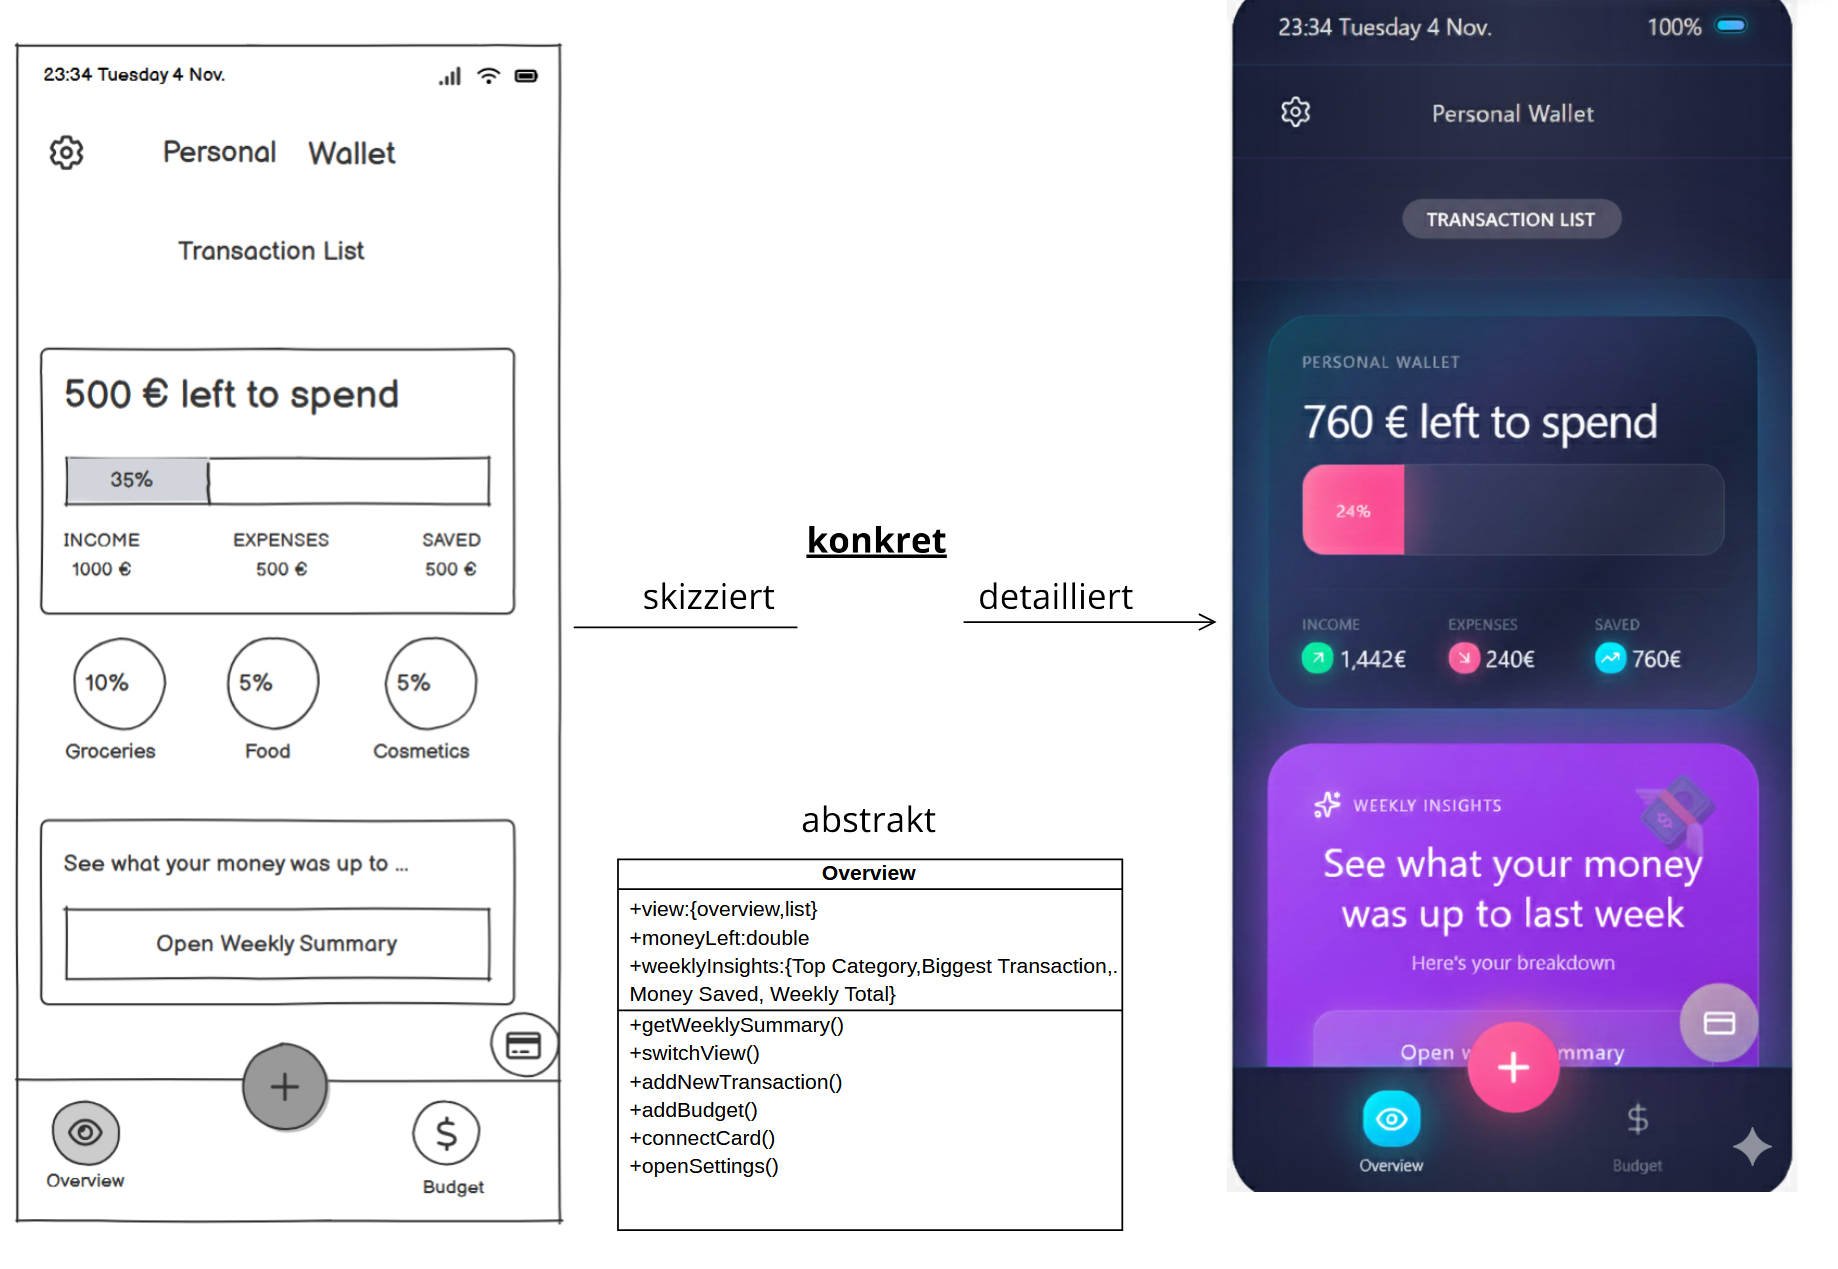 23:34 Tuesday 4 Nov.
Personal Wallet
Transaction List
500 € left to spend
35%
INCOME EXPENSES SAVED
1000 € 500 € 500 €
10% 5% 5%
Groceries Food Cosmetics
See what your money was up to ...
Open Weekly Summary
Overview
Budget
konkret
skizziert
detailliert
abstrakt
Overview
+view:{overview,list}
+moneyLeft:double
+weeklyInsights:{Top Category,Biggest Transaction,.
Money Saved, Weekly Total}
+getWeeklySummary()
+switchView()
+addNewTransaction()
+addBudget()
+connectCard()
+openSettings()
23:34 Tuesday 4 Nov. 100%
Personal Wallet
TRANSACTION LIST
PERSONAL WALLET
760 € left to spend
24%
INCOME EXPENSES SAVED
1,442€ 240€ 760€
WEEKLY INSIGHTS
See what your money
was up to last week
Here's your breakdown
Open w mmary
Overview Budget